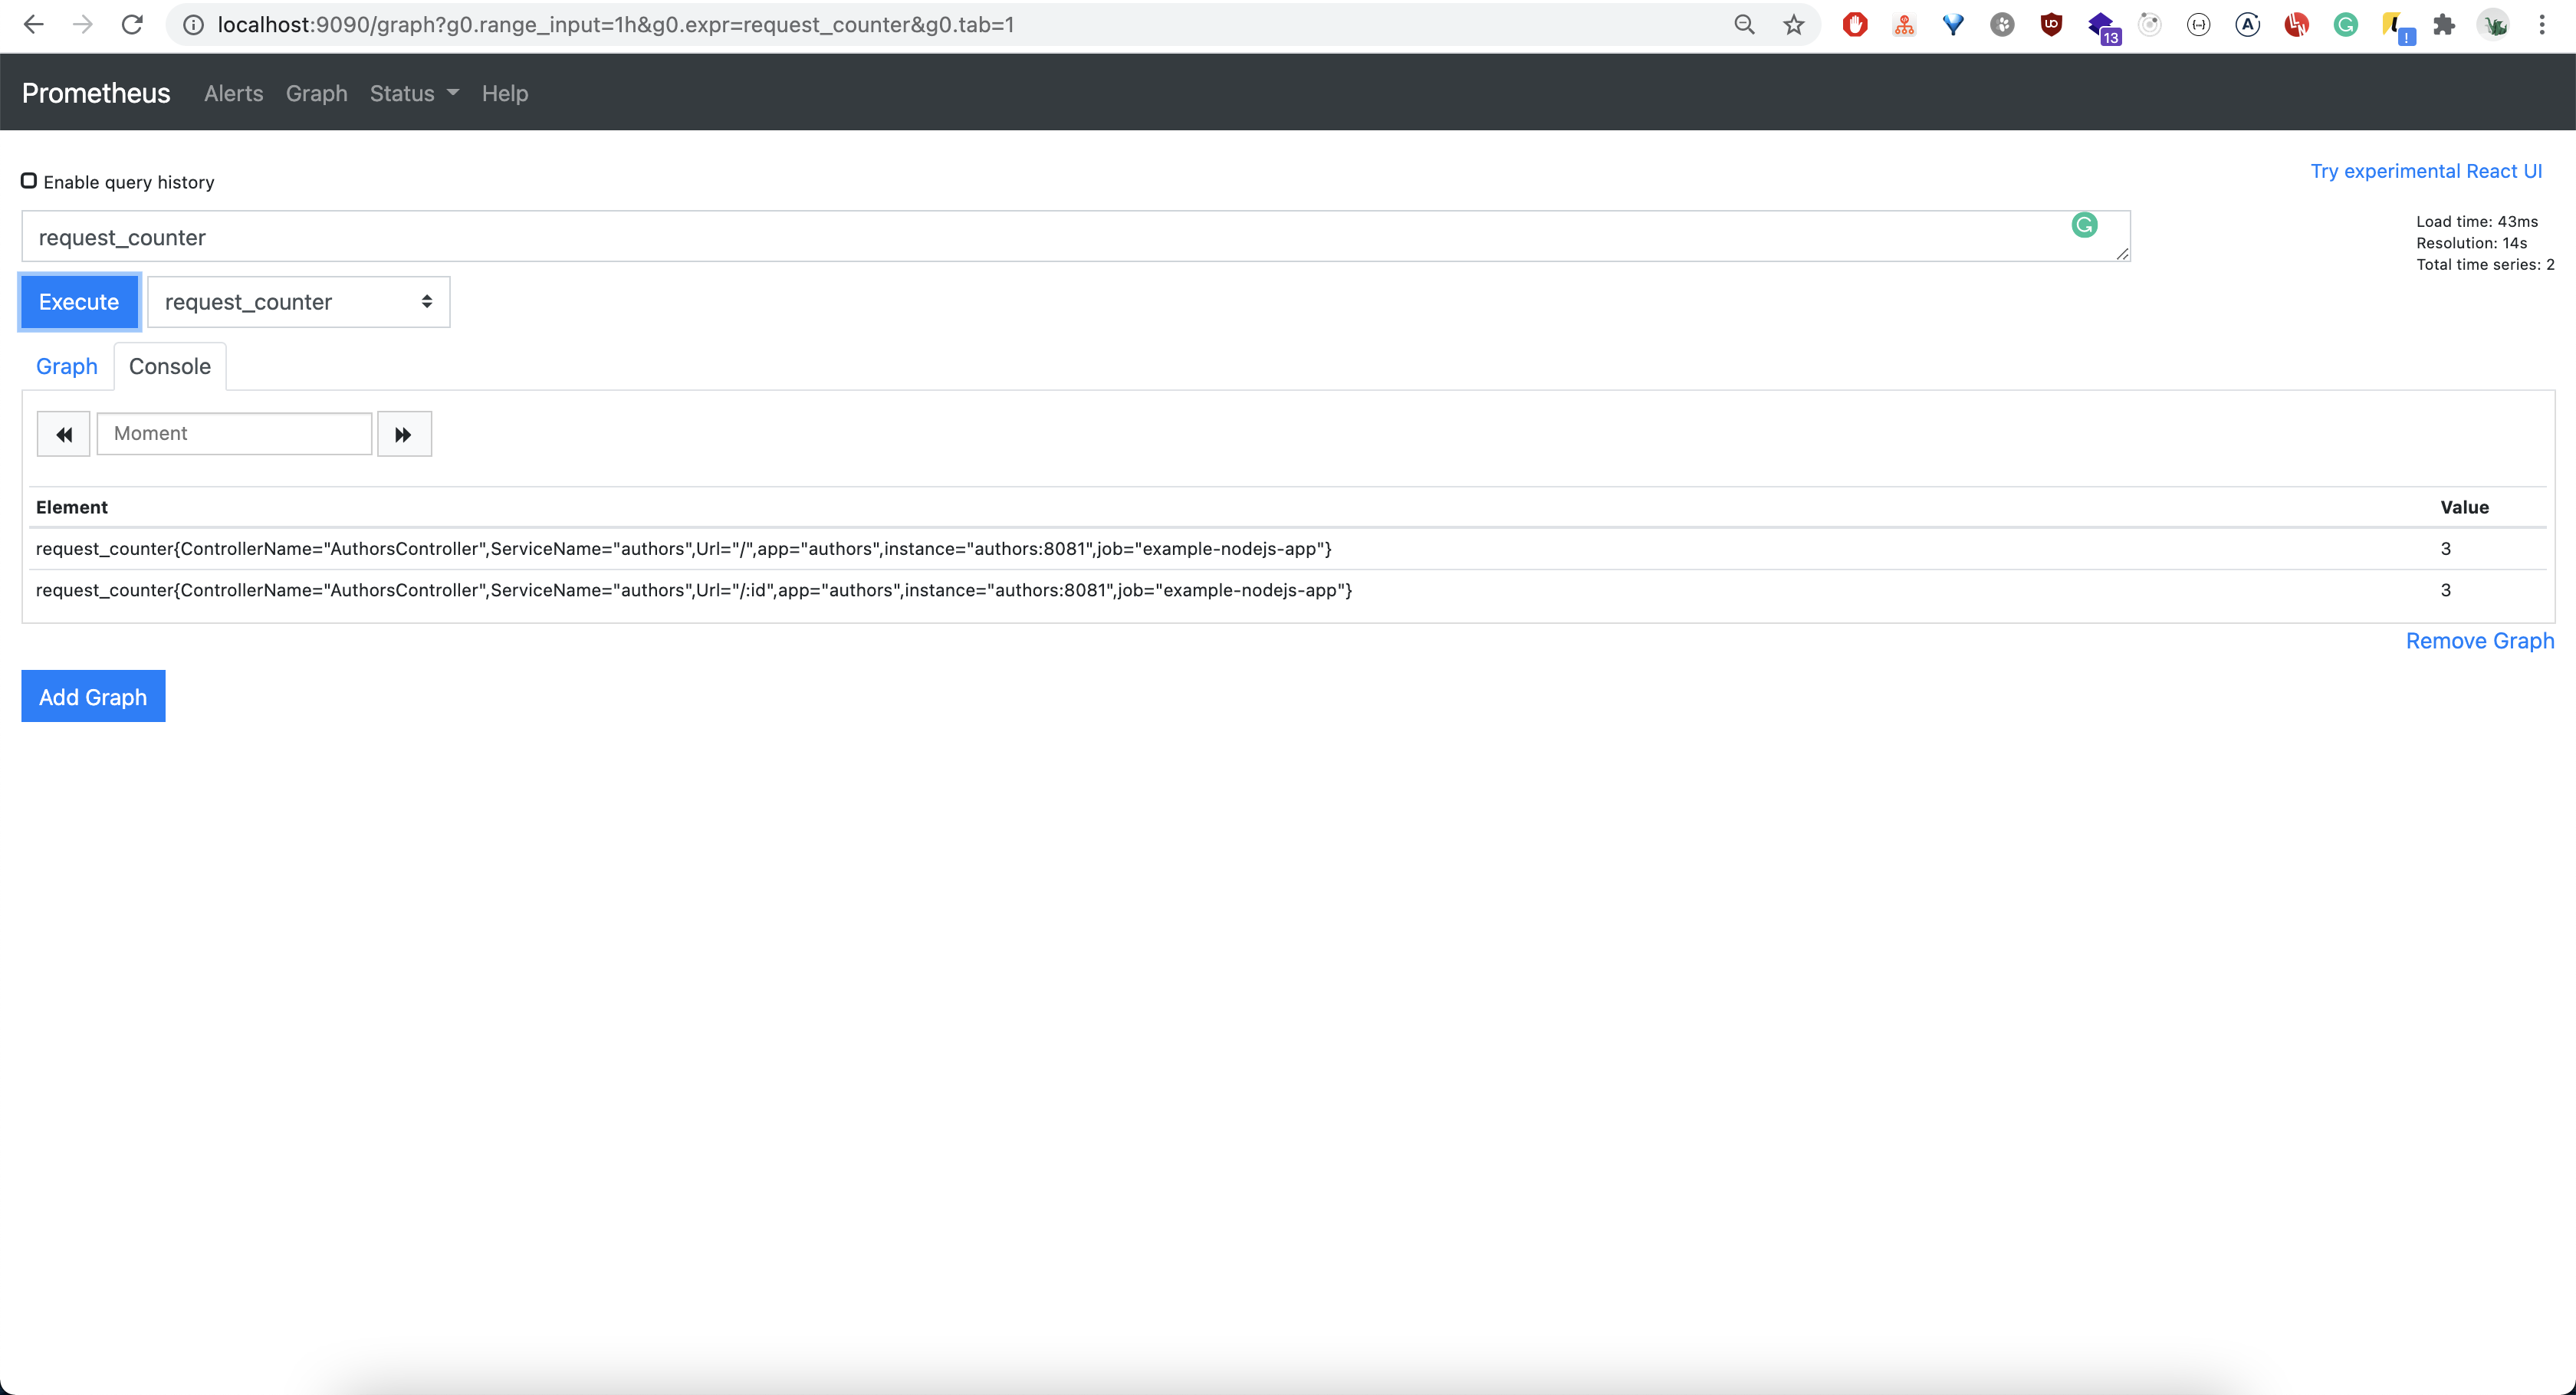 localhost:9090/graph?g0.range_input=1h&g0.expr=request_counter&g0.tab=1
13
Prometheus Alerts Graph Status Help
Try experimental React UI
Enable query history
request_counter
Load time: 43ms
Resolution: 14s
Total time series: 2
Execute request_counter
Graph Console
Moment
Element Value
request_counter{ControllerName="AuthorsController",ServiceName="authors",Url="/",app="authors",instance="authors:8081",job="example-nodejs-app"} 3
request_counter{ControllerName="AuthorsController",ServiceName="authors",Url="/:id",app="authors",instance="authors:8081",job="example-nodejs-app"} 3
Remove Graph
Add Graph